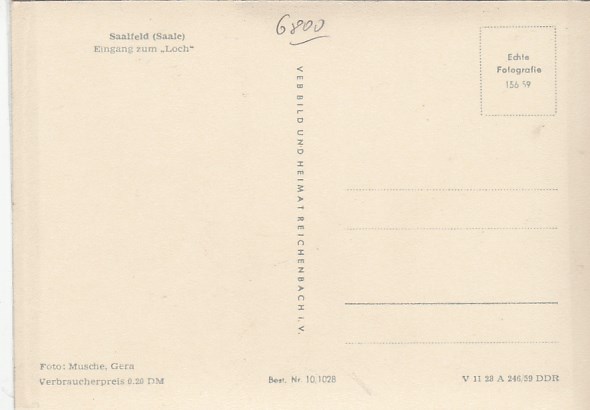 6800
Saalfeld (Saale)
Eingang zum „Loch“
Echte
Fotografie
156 59
VEB BILD UND HEIMAT REICHENBACH i. V.
Foto: Musche, Gera
Verbraucherpreis 0.20 DM
Best. Nr. 10/1028
V 11 28 A 246/59 DDR